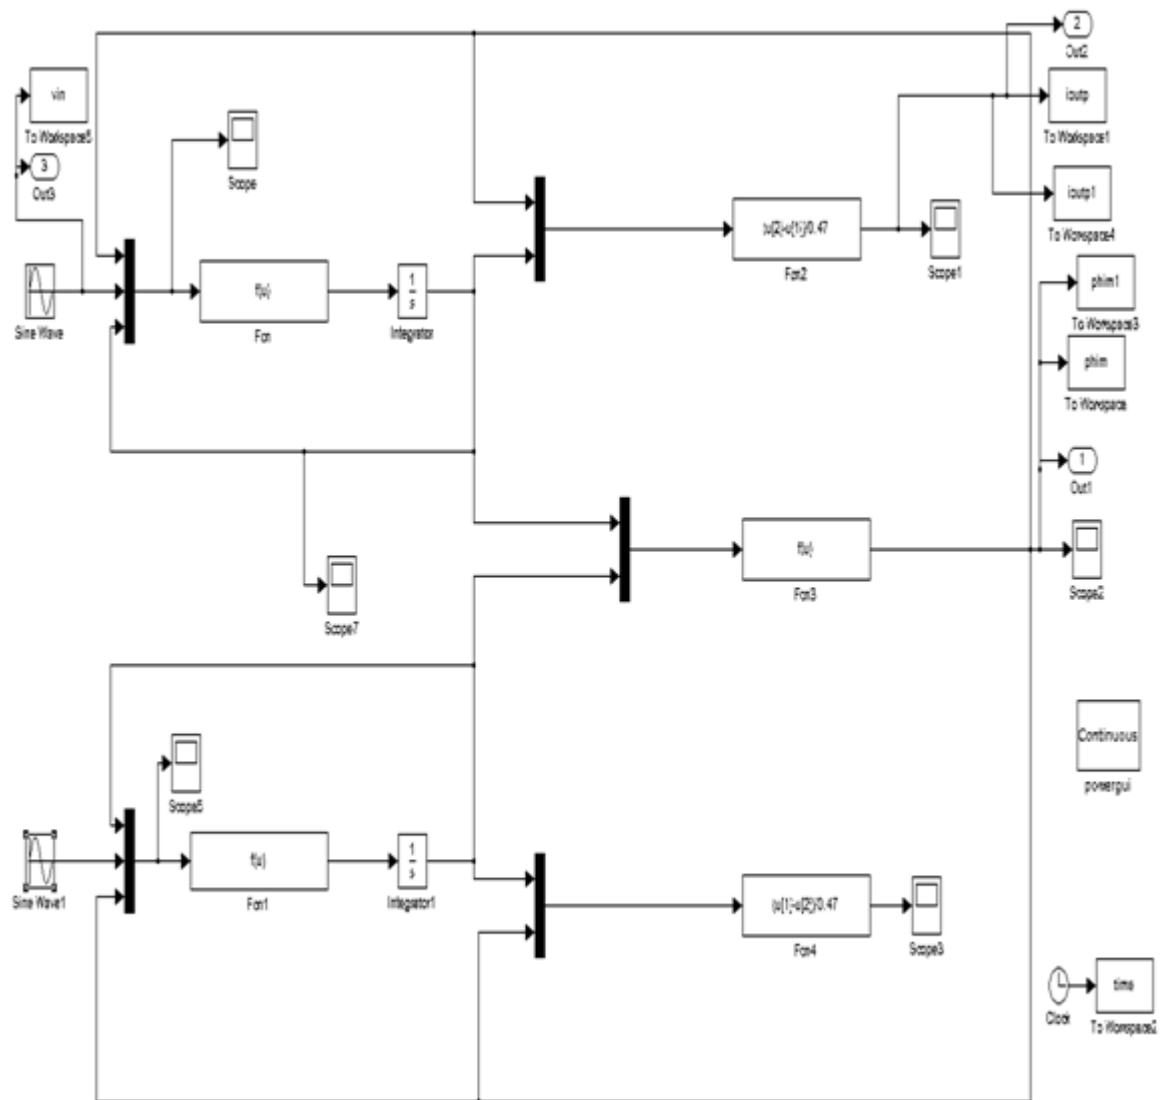 2
Out2
vin
To Workspace5
ioutp
To Workspace1
3
Out3
Scope
ioutp1
To Workspace4
(u[2]-u[1])/0.47
Fcn2
Scope1
phim1
To Workspace3
Sine Wave
f(u)
Fcn
1
s
Integrator
phim
To Workspace
1
Out1
f(u)
Fcn3
Scope2
Scope7
Continuous
powergui
Scope5
Sine Wave1
f(u)
Fcn1
1
s
Integrator1
(u[1]-u[2])/0.47
Fcn4
Scope3
Clock
time
To Workspace2